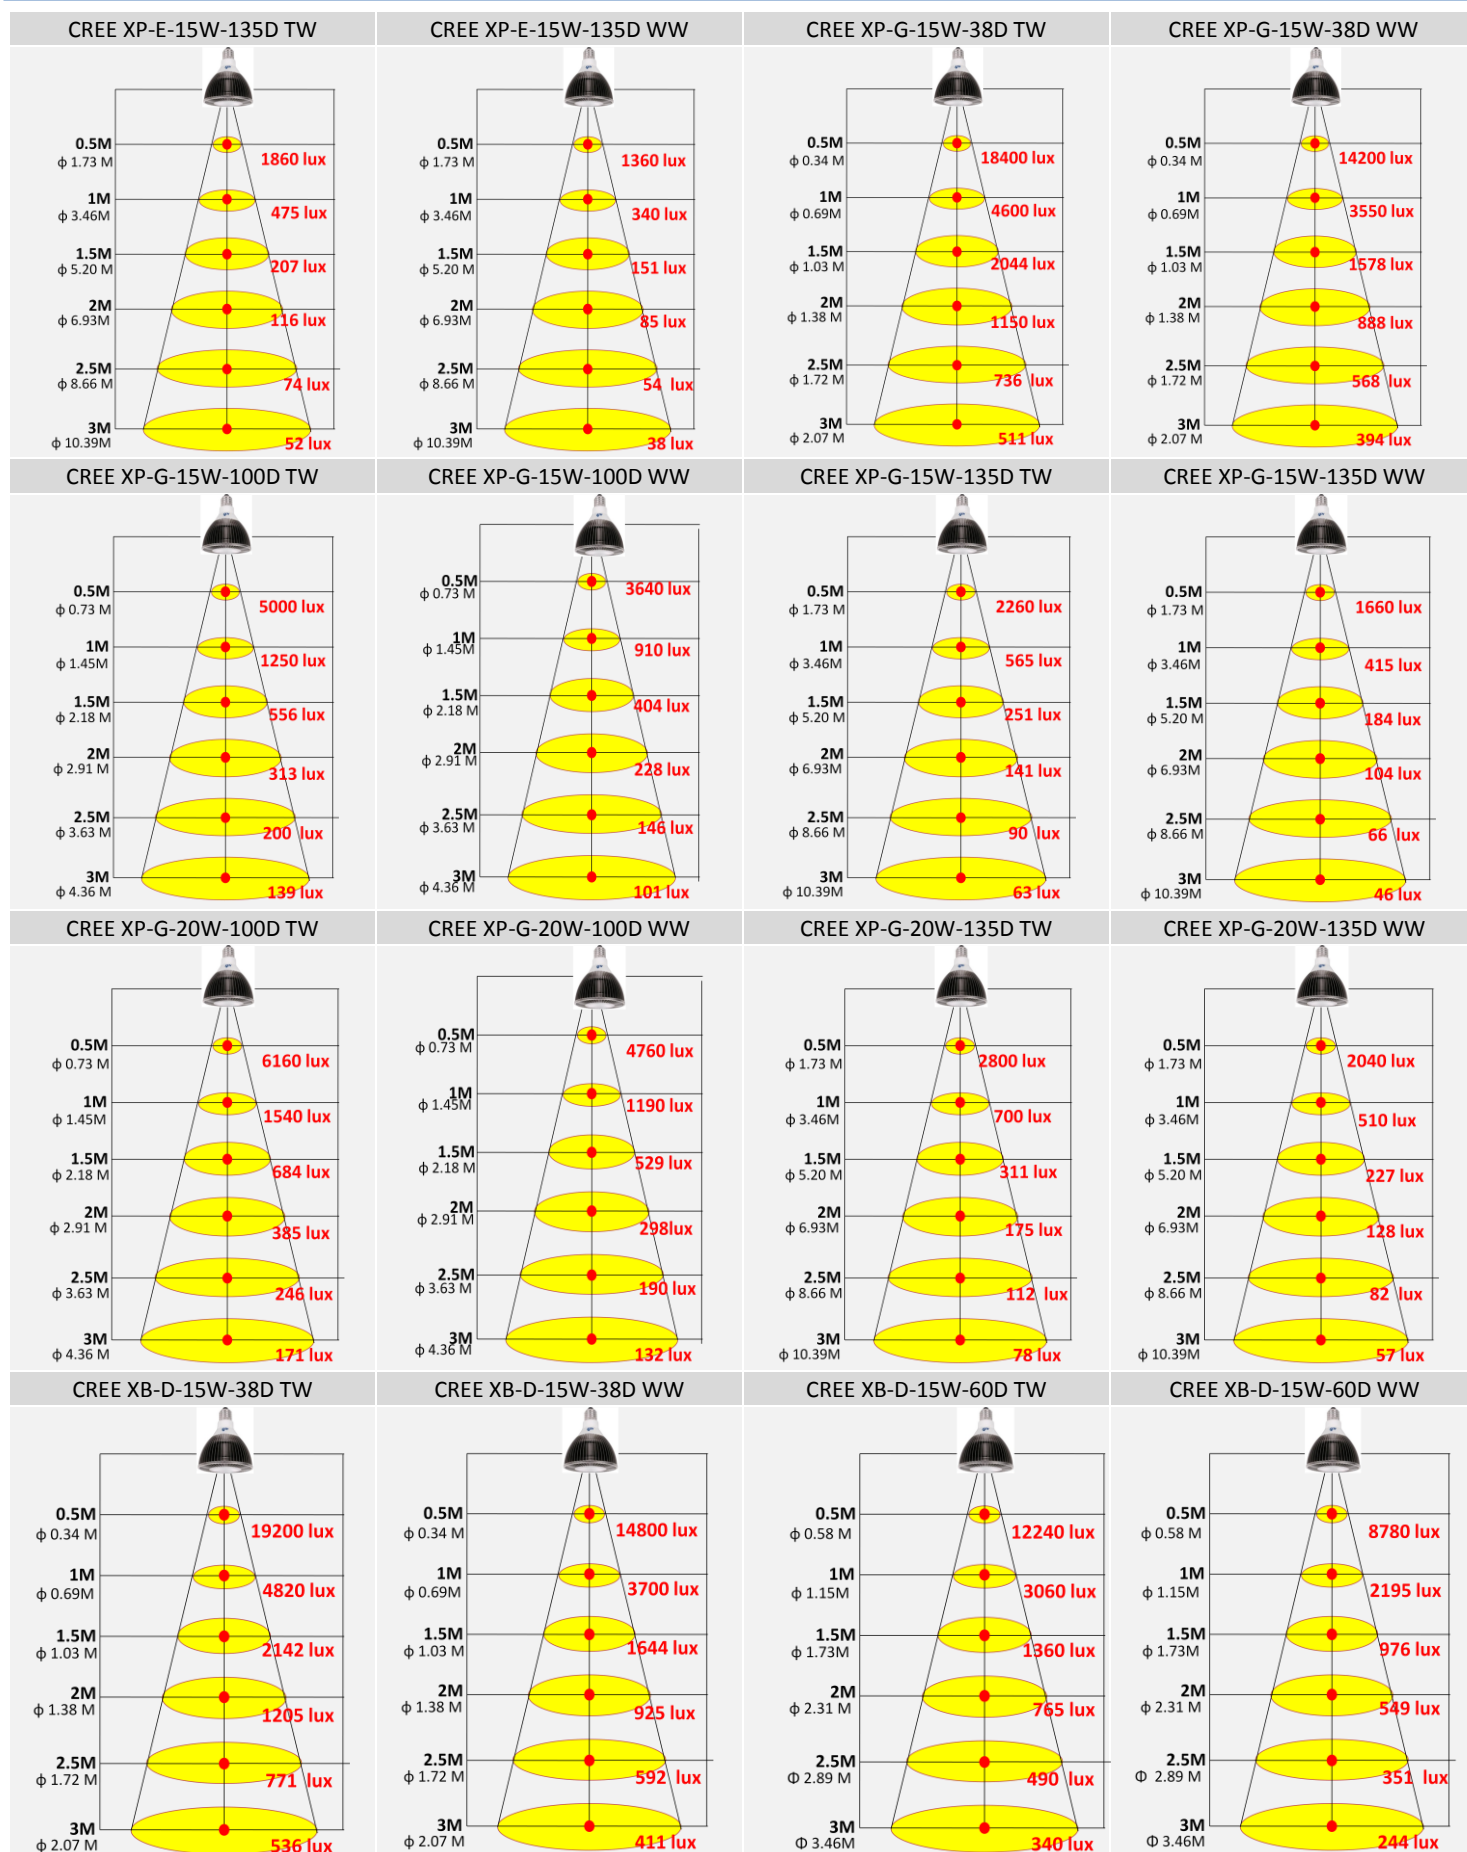 CREE XP-E-15W-135D TW
0.5M
ϕ 1.73 M
1860 lux
1M
ϕ 3.46M
475 lux
1.5M
ϕ 5.20 M
207 lux
2M
ϕ 6.93M
116 lux
2.5M
ϕ 8.66 M
74 lux
3M
ϕ 10.39M
52 lux
CREE XP-E-15W-135D WW
0.5M
ϕ 1.73 M
1360 lux
1M
ϕ 3.46M
340 lux
1.5M
ϕ 5.20 M
151 lux
2M
ϕ 6.93M
85 lux
2.5M
ϕ 8.66 M
54 lux
3M
ϕ 10.39M
38 lux
CREE XP-G-15W-38D TW
0.5M
ϕ 0.34 M
18400 lux
1M
ϕ 0.69M
4600 lux
1.5M
ϕ 1.03 M
2044 lux
2M
ϕ 1.38 M
1150 lux
2.5M
ϕ 1.72 M
736 lux
3M
ϕ 2.07 M
511 lux
CREE XP-G-15W-38D WW
0.5M
ϕ 0.34 M
14200 lux
1M
ϕ 0.69M
3550 lux
1.5M
ϕ 1.03 M
1578 lux
2M
ϕ 1.38 M
888 lux
2.5M
ϕ 1.72 M
568 lux
3M
ϕ 2.07 M
394 lux
CREE XP-G-15W-100D TW
0.5M
ϕ 0.73 M
5000 lux
1M
ϕ 1.45M
1250 lux
1.5M
ϕ 2.18 M
556 lux
2M
ϕ 2.91 M
313 lux
2.5M
ϕ 3.63 M
200 lux
3M
ϕ 4.36 M
139 lux
CREE XP-G-15W-100D WW
0.5M
ϕ 0.73 M
3640 lux
1M
ϕ 1.45M
910 lux
1.5M
ϕ 2.18 M
404 lux
2M
ϕ 2.91 M
228 lux
2.5M
ϕ 3.63 M
146 lux
3M
ϕ 4.36 M
101 lux
CREE XP-G-15W-135D TW
0.5M
ϕ 1.73 M
2260 lux
1M
ϕ 3.46M
565 lux
1.5M
ϕ 5.20 M
251 lux
2M
ϕ 6.93M
141 lux
2.5M
ϕ 8.66 M
90 lux
3M
ϕ 10.39M
63 lux
CREE XP-G-15W-135D WW
0.5M
ϕ 1.73 M
1660 lux
1M
ϕ 3.46M
415 lux
1.5M
ϕ 5.20 M
184 lux
2M
ϕ 6.93M
104 lux
2.5M
ϕ 8.66 M
66 lux
3M
ϕ 10.39M
46 lux
CREE XP-G-20W-100D TW
0.5M
ϕ 0.73 M
6160 lux
1M
ϕ 1.45M
1540 lux
1.5M
ϕ 2.18 M
684 lux
2M
ϕ 2.91 M
385 lux
2.5M
ϕ 3.63 M
246 lux
3M
ϕ 4.36 M
171 lux
CREE XP-G-20W-100D WW
0.5M
ϕ 0.73 M
4760 lux
1M
ϕ 1.45M
1190 lux
1.5M
ϕ 2.18 M
529 lux
2M
ϕ 2.91 M
298lux
2.5M
ϕ 3.63 M
190 lux
3M
ϕ 4.36 M
132 lux
CREE XP-G-20W-135D TW
0.5M
ϕ 1.73 M
2800 lux
1M
ϕ 3.46M
700 lux
1.5M
ϕ 5.20 M
311 lux
2M
ϕ 6.93M
175 lux
2.5M
ϕ 8.66 M
112 lux
3M
ϕ 10.39M
78 lux
CREE XP-G-20W-135D WW
0.5M
ϕ 1.73 M
2040 lux
1M
ϕ 3.46M
510 lux
1.5M
ϕ 5.20 M
227 lux
2M
ϕ 6.93M
128 lux
2.5M
ϕ 8.66 M
82 lux
3M
ϕ 10.39M
57 lux
CREE XB-D-15W-38D TW
0.5M
ϕ 0.34 M
19200 lux
1M
ϕ 0.69M
4820 lux
1.5M
ϕ 1.03 M
2142 lux
2M
ϕ 1.38 M
1205 lux
2.5M
ϕ 1.72 M
771 lux
3M
ϕ 2.07 M
536 lux
CREE XB-D-15W-38D WW
0.5M
ϕ 0.34 M
14800 lux
1M
ϕ 0.69M
3700 lux
1.5M
ϕ 1.03 M
1644 lux
2M
ϕ 1.38 M
925 lux
2.5M
ϕ 1.72 M
592 lux
3M
ϕ 2.07 M
411 lux
CREE XB-D-15W-60D TW
0.5M
ϕ 0.58 M
12240 lux
1M
ϕ 1.15M
3060 lux
1.5M
ϕ 1.73M
1360 lux
2M
ϕ 2.31 M
765 lux
2.5M
Φ 2.89 M
490 lux
3M
Φ 3.46M
340 lux
CREE XB-D-15W-60D WW
0.5M
ϕ 0.58 M
8780 lux
1M
ϕ 1.15M
2195 lux
1.5M
ϕ 1.73M
976 lux
2M
ϕ 2.31 M
549 lux
2.5M
Φ 2.89 M
351 lux
3M
Φ 3.46M
244 lux